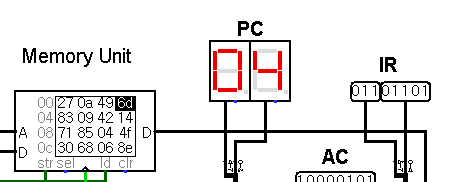 PC
04
Memory Unit
IR
011 01101
00 27 0a 49 6d
04 83 09 42 14
08 71 85 04 4f
0c 30 68 06 8e
A
D
D
str sel ld clr
AC
10000101